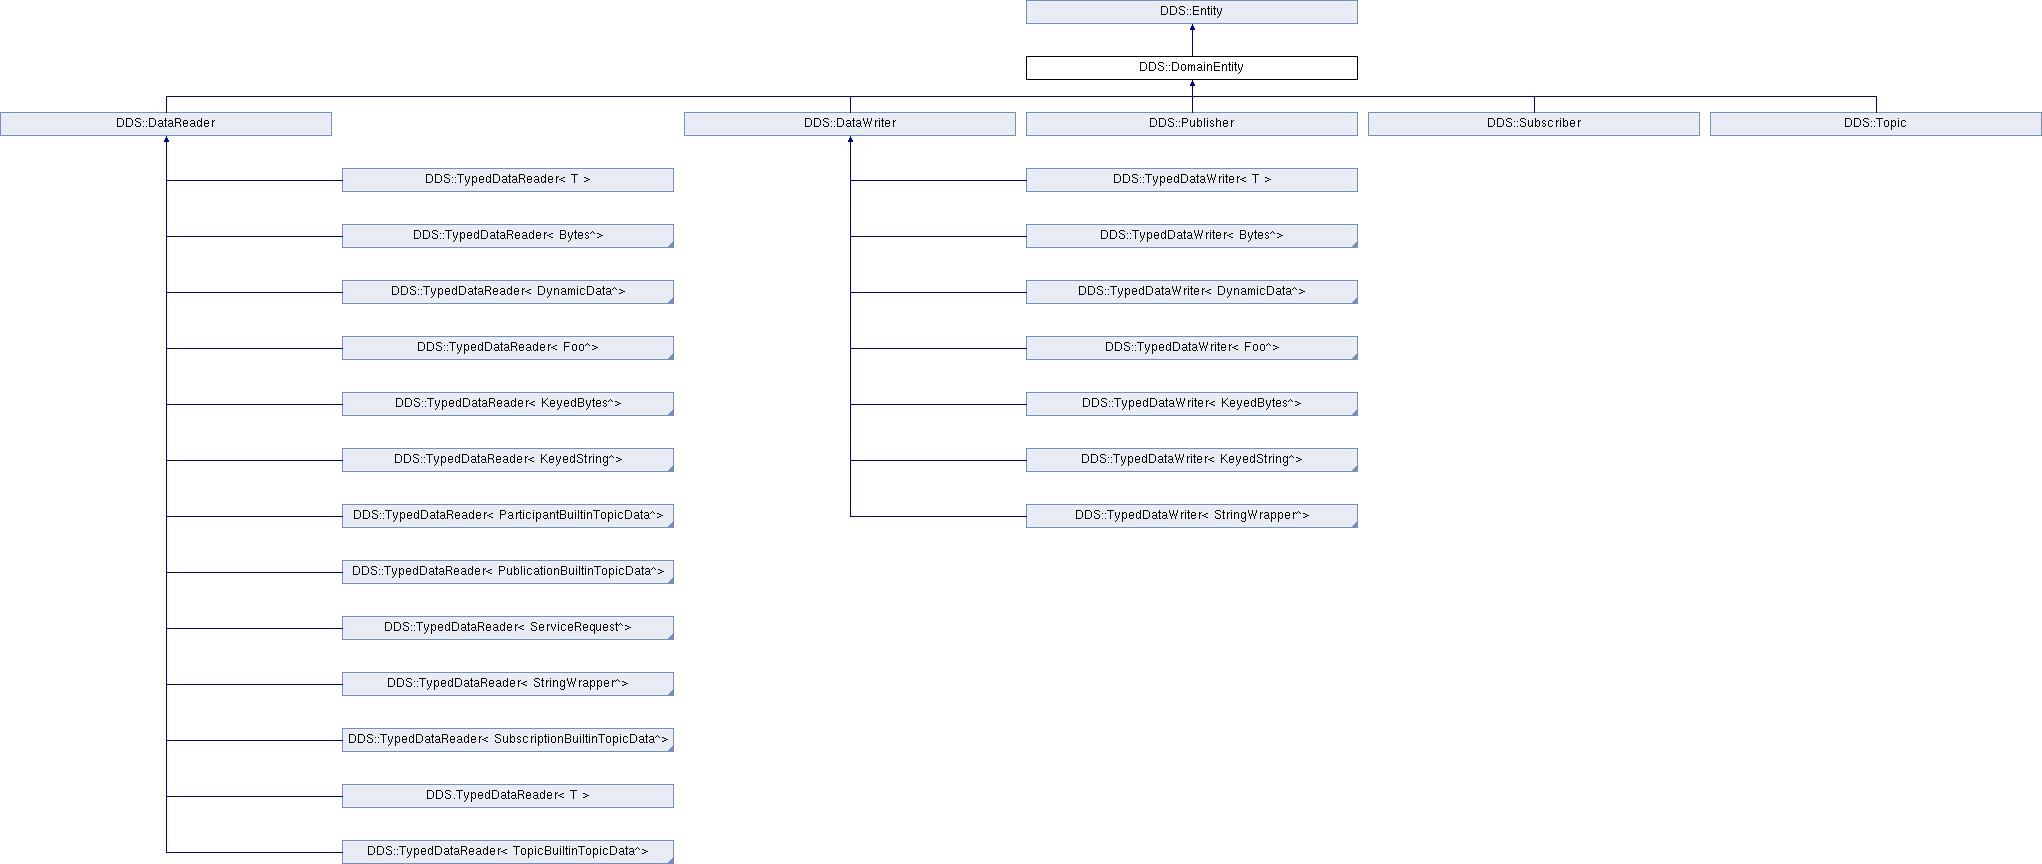 DDS::Entity
DDS::DomainEntity
DDS::DataReader
DDS::DataWriter
DDS::Publisher
DDS::Subscriber
DDS::Topic
DDS::TypedDataReader< T >
DDS::TypedDataWriter< T >
DDS::TypedDataReader< Bytes^>
DDS::TypedDataWriter< Bytes^>
DDS::TypedDataReader< DynamicData^>
DDS::TypedDataWriter< DynamicData^>
DDS::TypedDataReader< Foo^>
DDS::TypedDataWriter< Foo^>
DDS::TypedDataReader< KeyedBytes^>
DDS::TypedDataWriter< KeyedBytes^>
DDS::TypedDataReader< KeyedString^>
DDS::TypedDataWriter< KeyedString^>
DDS::TypedDataReader< ParticipantBuiltinTopicData^>
DDS::TypedDataWriter< StringWrapper^>
DDS::TypedDataReader< PublicationBuiltinTopicData^>
DDS::TypedDataReader< ServiceRequest^>
DDS::TypedDataReader< StringWrapper^>
DDS::TypedDataReader< SubscriptionBuiltinTopicData^>
DDS.TypedDataReader< T >
DDS::TypedDataReader< TopicBuiltinTopicData^>